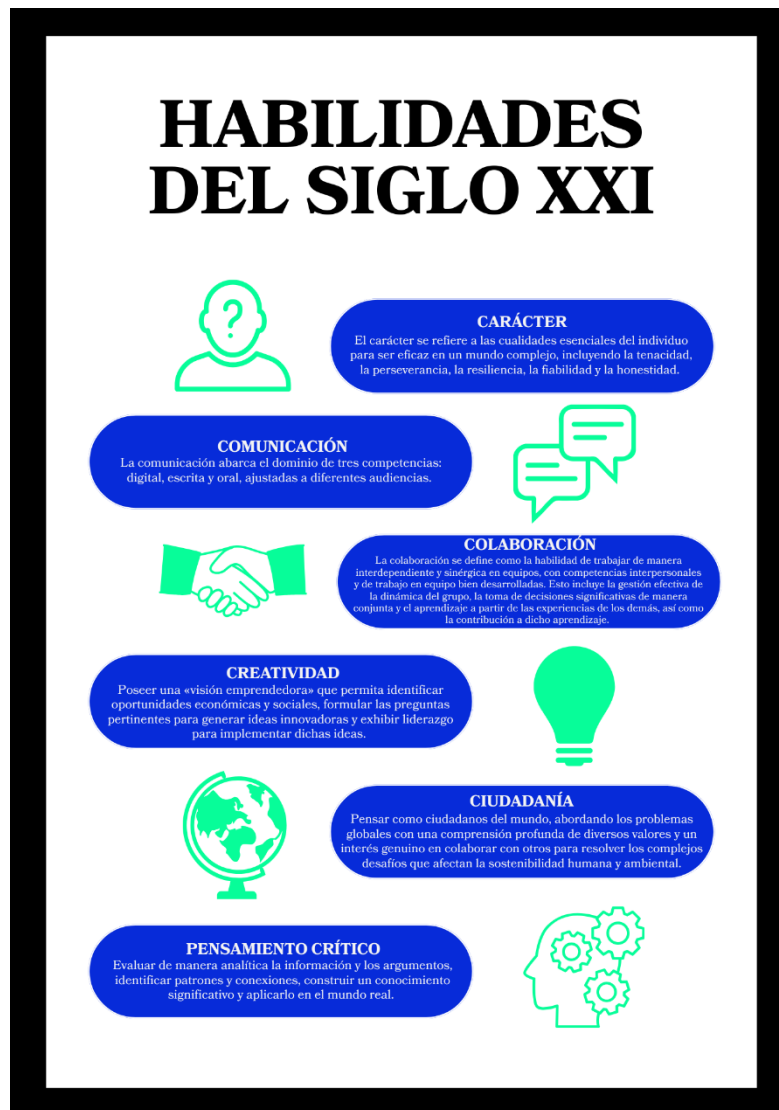 HABILIDADES
DEL SIGLO XXI
?
CARÁCTER
El carácter se refiere a las cualidades esenciales del individuo
para ser eficaz en un mundo complejo, incluyendo la tenacidad,
la perseverancia, la resiliencia, la fiabilidad y la honestidad.
COMUNICACIÓN
La comunicación abarca el dominio de tres competencias:
digital, escrita y oral, ajustadas a diferentes audiencias.
COLABORACIÓN
La colaboración se define como la habilidad de trabajar de manera
interdependiente y sinérgica en equipos, con competencias interpersonales
y de trabajo en equipo bien desarrolladas. Esto incluye la gestión efectiva de
la dinámica del grupo, la toma de decisiones significativas de manera
conjunta y el aprendizaje a partir de las experiencias de los demás, así como
la contribución a dicho aprendizaje.
CREATIVIDAD
Poseer una «visión emprendedora» que permita identificar
oportunidades económicas y sociales, formular las preguntas
pertinentes para generar ideas innovadoras y exhibir liderazgo
para implementar dichas ideas.
CIUDADANÍA
Pensar como ciudadanos del mundo, abordando los problemas
globales con una comprensión profunda de diversos valores y un
interés genuino en colaborar con otros para resolver los complejos
desafíos que afectan la sostenibilidad humana y ambiental.
PENSAMIENTO CRÍTICO
Evaluar de manera analítica la información y los argumentos,
identificar patrones y conexiones, construir un conocimiento
significativo y aplicarlo en el mundo real.